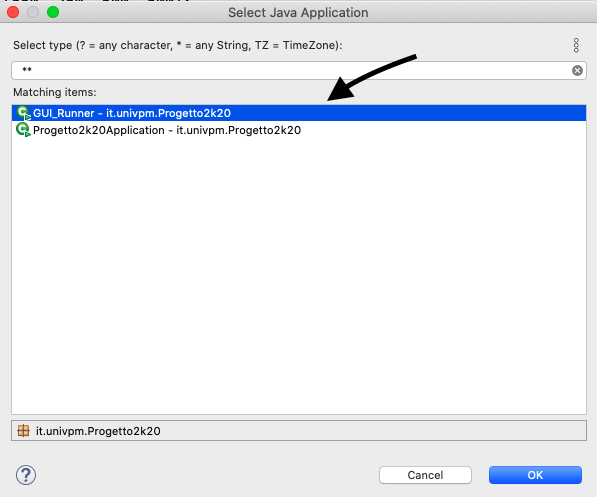 Select Java Application
Select type (? = any character, * = any String, TZ = TimeZone):
**
Matching items:
GUI_Runner - it.univpm.Progetto2k20
Progetto2k20Application - it.univpm.Progetto2k20
it.univpm.Progetto2k20
?
Cancel
OK